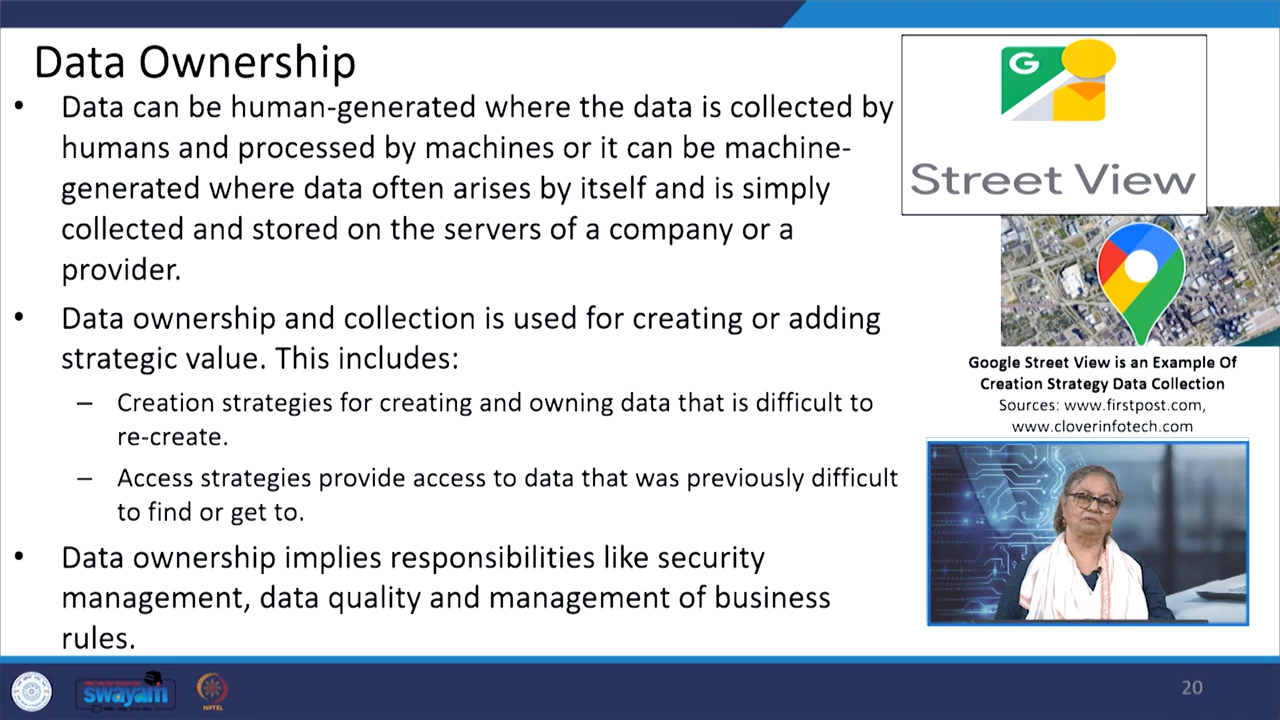 Data Ownership
• Data can be human-generated where the data is collected by
humans and processed by machines or it can be machine-
generated where data often arises by itself and is simply
collected and stored on the servers of a company or a
provider.
• Data ownership and collection is used for creating or adding
strategic value. This includes:
– Creation strategies for creating and owning data that is difficult to
re-create.
– Access strategies provide access to data that was previously difficult
to find or get to.
• Data ownership implies responsibilities like security
management, data quality and management of business
rules.
G
Street View
Google Street View is an Example Of
Creation Strategy Data Collection
Sources: www.firstpost.com,
www.cloverinfotech.com
swayam
NPTEL
20